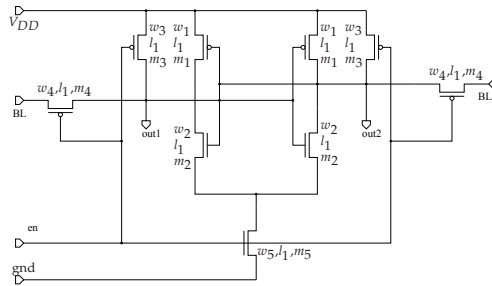 V_DD
w3 w1 w1 w3
l1 l1 l1 l1
m3 m1 m1 m3
w4,l1,m4
w4,l1,m4
BL
BL
out1
out2
w2 w2
l1 l1
m2 m2
en
w5,l1,m5
gnd